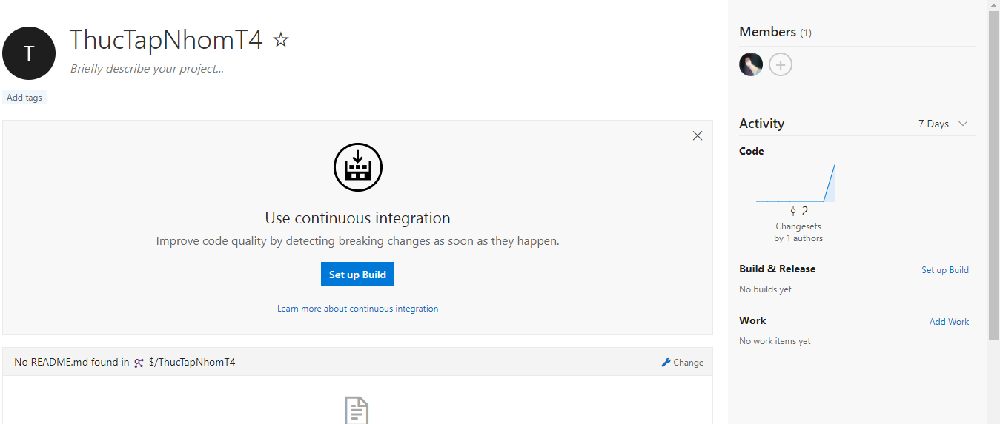 T
ThucTapNhomT4
Briefly describe your project...
Add tags
Use continuous integration
Improve code quality by detecting breaking changes as soon as they happen.
Set up Build
Learn more about continuous integration
No README.md found in $/ThucTapNhomT4
Change
Members (1)
Activity
7 Days
Code
2
Changesets
by 1 authors
Build & Release
Set up Build
No builds yet
Work
Add Work
No work items yet